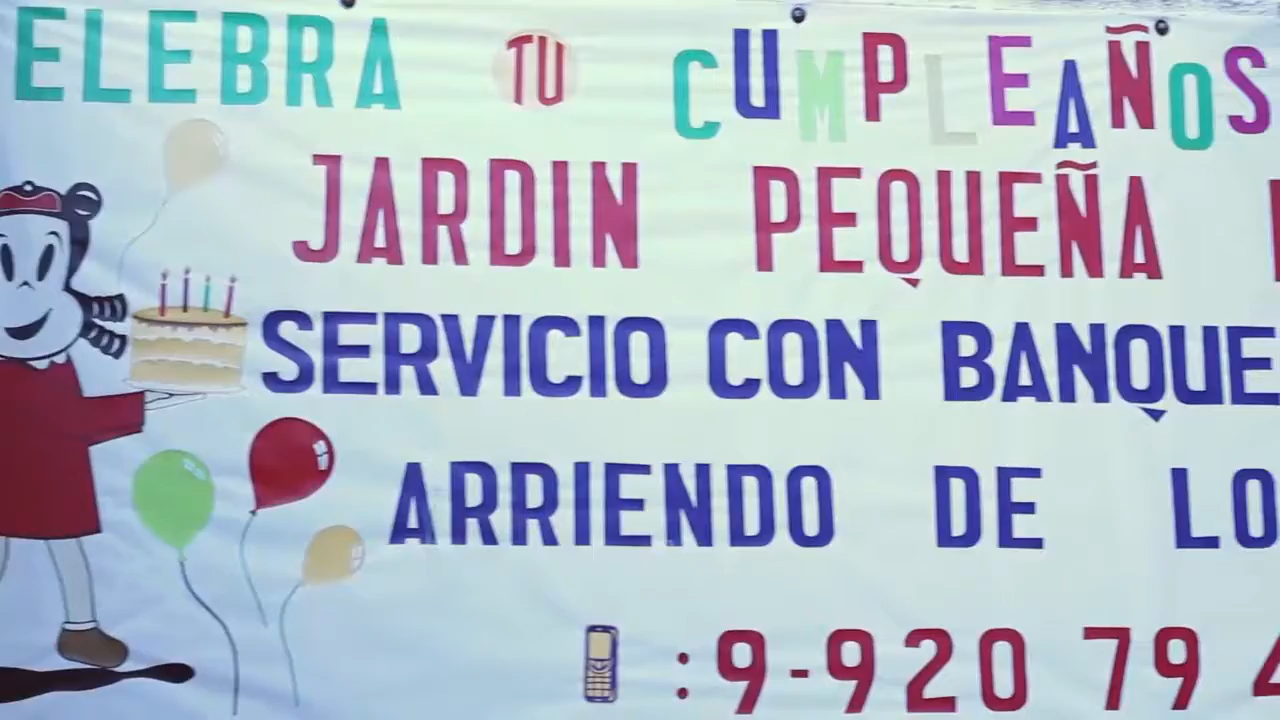 ELEBRA TU CUMPLEAÑOS
JARDIN PEQUEÑA
SERVICIO CON BANQUE
ARRIENDO DE LO
: 9-920 79 4